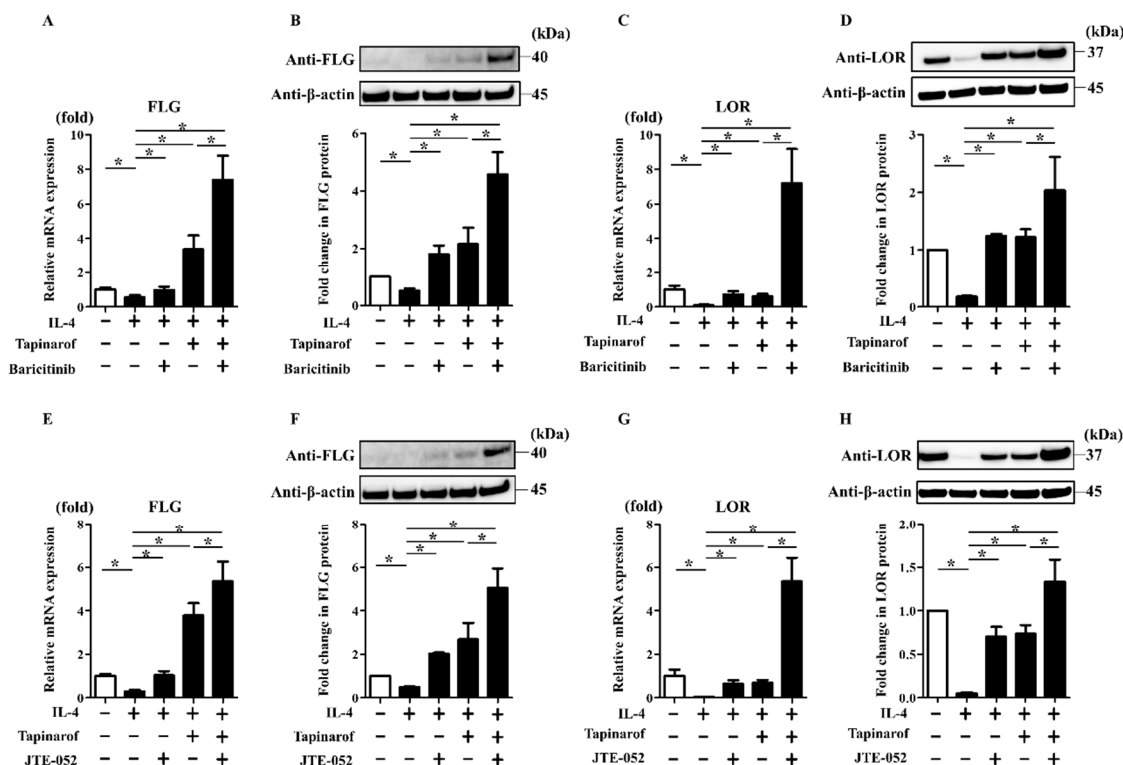 A
B
C
D
(kDa)
(kDa)
Anti-FLG
40
Anti-LOR
37
Anti-β-actin
45
Anti-β-actin
45
(fold)
FLG
Relative mRNA expression
10
8
6
4
2
0
* * * * *
Fold change in FLG protein
6
4
2
0
* * * * *
(fold)
LOR
Relative mRNA expression
10
8
6
4
2
0
* * * * *
Fold change in LOR protein
3
2
1
0
* * * * *
IL-4 − + + + +
Tapinarof − − − + +
Baricitinib − − + − +
IL-4 − + + + +
Tapinarof − − − + +
Baricitinib − − + − +
IL-4 − + + + +
Tapinarof − − − + +
Baricitinib − − + − +
IL-4 − + + + +
Tapinarof − − − + +
Baricitinib − − + − +
E
F
G
H
(kDa)
(kDa)
Anti-FLG
40
Anti-LOR
37
Anti-β-actin
45
Anti-β-actin
45
(fold)
FLG
Relative mRNA expression
8
6
4
2
0
* * * * *
Fold change in FLG protein
8
6
4
2
0
* * * * *
(fold)
LOR
Relative mRNA expression
8
6
4
2
0
* * * * *
Fold change in LOR protein
2.0
1.5
1.0
0.5
0.0
* * * * *
IL-4 − + + + +
Tapinarof − − − + +
JTE-052 − − + − +
IL-4 − + + + +
Tapinarof − − − + +
JTE-052 − − + − +
IL-4 − + + + +
Tapinarof − − − + +
JTE-052 − − + − +
IL-4 − + + + +
Tapinarof − − − + +
JTE-052 − − + − +